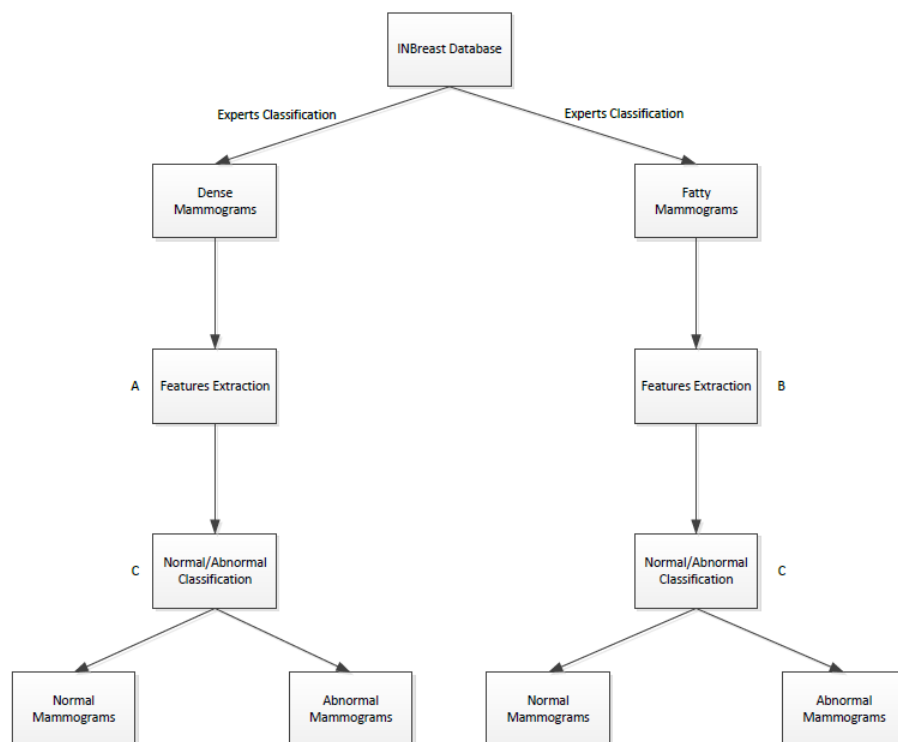 INBreast Database
Experts Classification
Experts Classification
Dense
Mammograms
Fatty
Mammograms
A
Features Extraction
Features Extraction
B
C
Normal/Abnormal
Classification
Normal/Abnormal
Classification
C
Normal
Mammograms
Abnormal
Mammograms
Normal
Mammograms
Abnormal
Mammograms